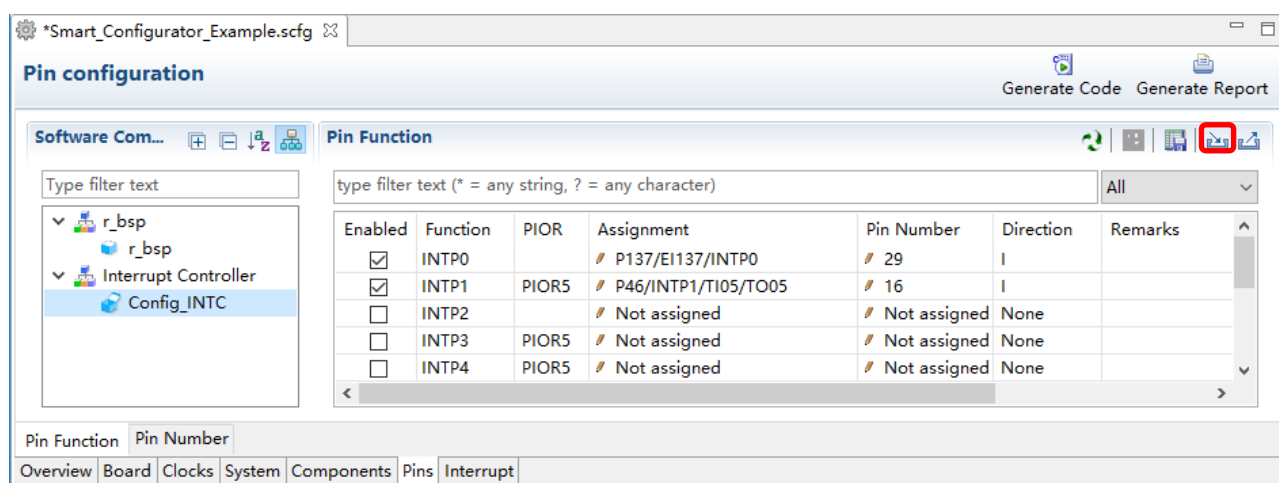 *Smart_Configurator_Example.scfg
Pin configuration
Generate Code Generate Report
Software Com...
Pin Function
Type filter text
type filter text (* = any string, ? = any character)
All
r_bsp
r_bsp
Interrupt Controller
Config_INTC
Enabled Function PIOR Assignment Pin Number Direction Remarks
INTP0 P137/EI137/INTP0 29 I
INTP1 PIOR5 P46/INTP1/TI05/TO05 16 I
INTP2 Not assigned Not assigned None
INTP3 PIOR5 Not assigned Not assigned None
INTP4 PIOR5 Not assigned Not assigned None
Pin Function Pin Number
Overview Board Clocks System Components Pins Interrupt